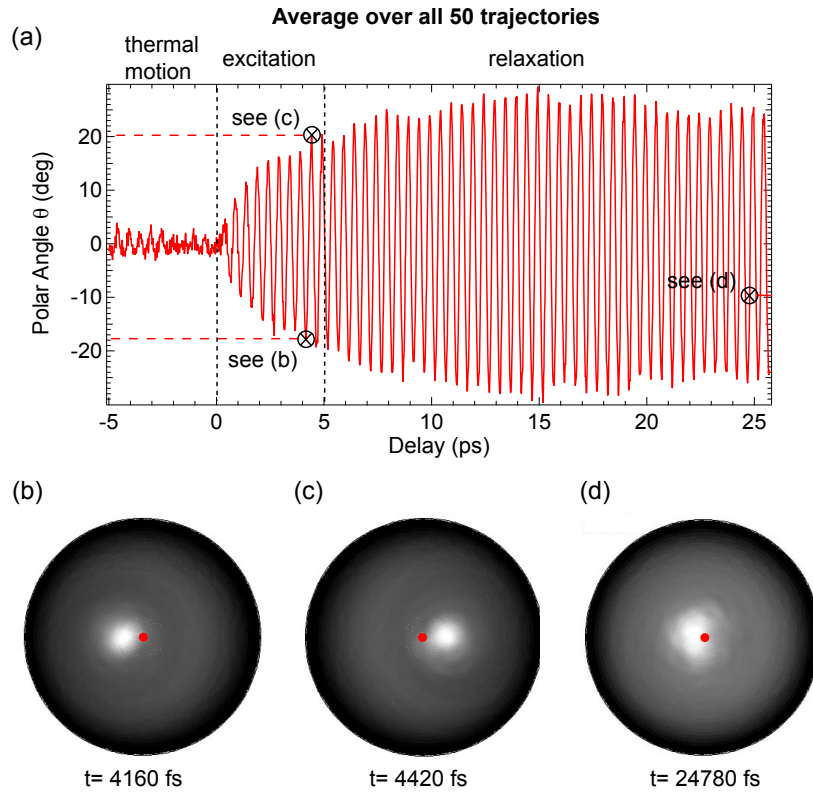 Average over all 50 trajectories
(a)
thermal
motion
excitation
relaxation
see (c)
see (b)
see (d)
Polar Angle θ (deg)
20
10
0
-10
-20
-5
0
5
10
15
20
25
Delay (ps)
(b)
(c)
(d)
t= 4160 fs
t= 4420 fs
t= 24780 fs